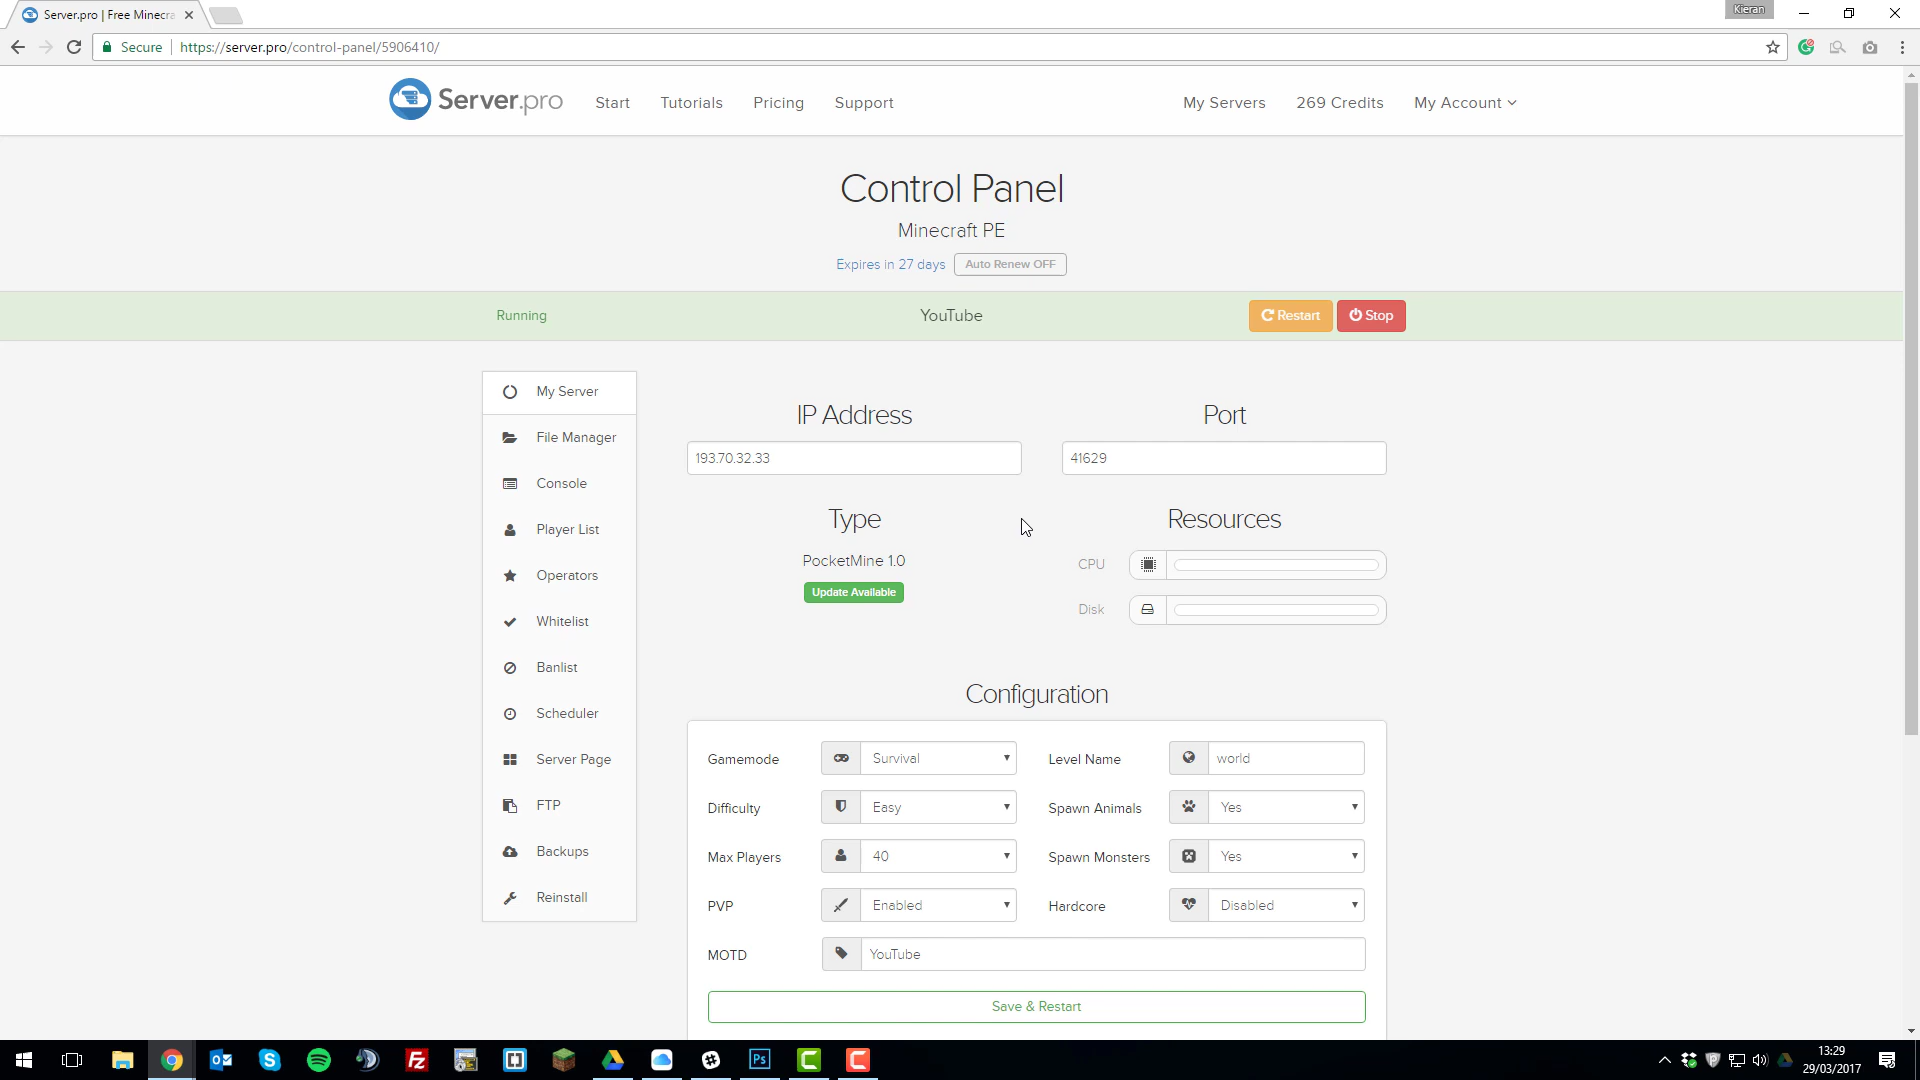 Server.pro | Free Minecra
Kieran
Secure
https://server.pro/control-panel/5906410/
Server.pro
Start
Tutorials
Pricing
Support
My Servers
269 Credits
My Account
Control Panel
Minecraft PE
Expires in 27 days
Auto Renew OFF
Running
YouTube
Restart
Stop
My Server
File Manager
Console
Player List
Operators
Whitelist
Banlist
Scheduler
Server Page
FTP
Backups
Reinstall
IP Address
193.70.32.33
Port
41629
Type
PocketMine 1.0
Update Available
Resources
CPU
Disk
Configuration
Gamemode
Survival
Level Name
world
Difficulty
Easy
Spawn Animals
Yes
Max Players
40
Spawn Monsters
Yes
PVP
Enabled
Hardcore
Disabled
MOTD
YouTube
Save & Restart
Ps
13:29
29/03/2017